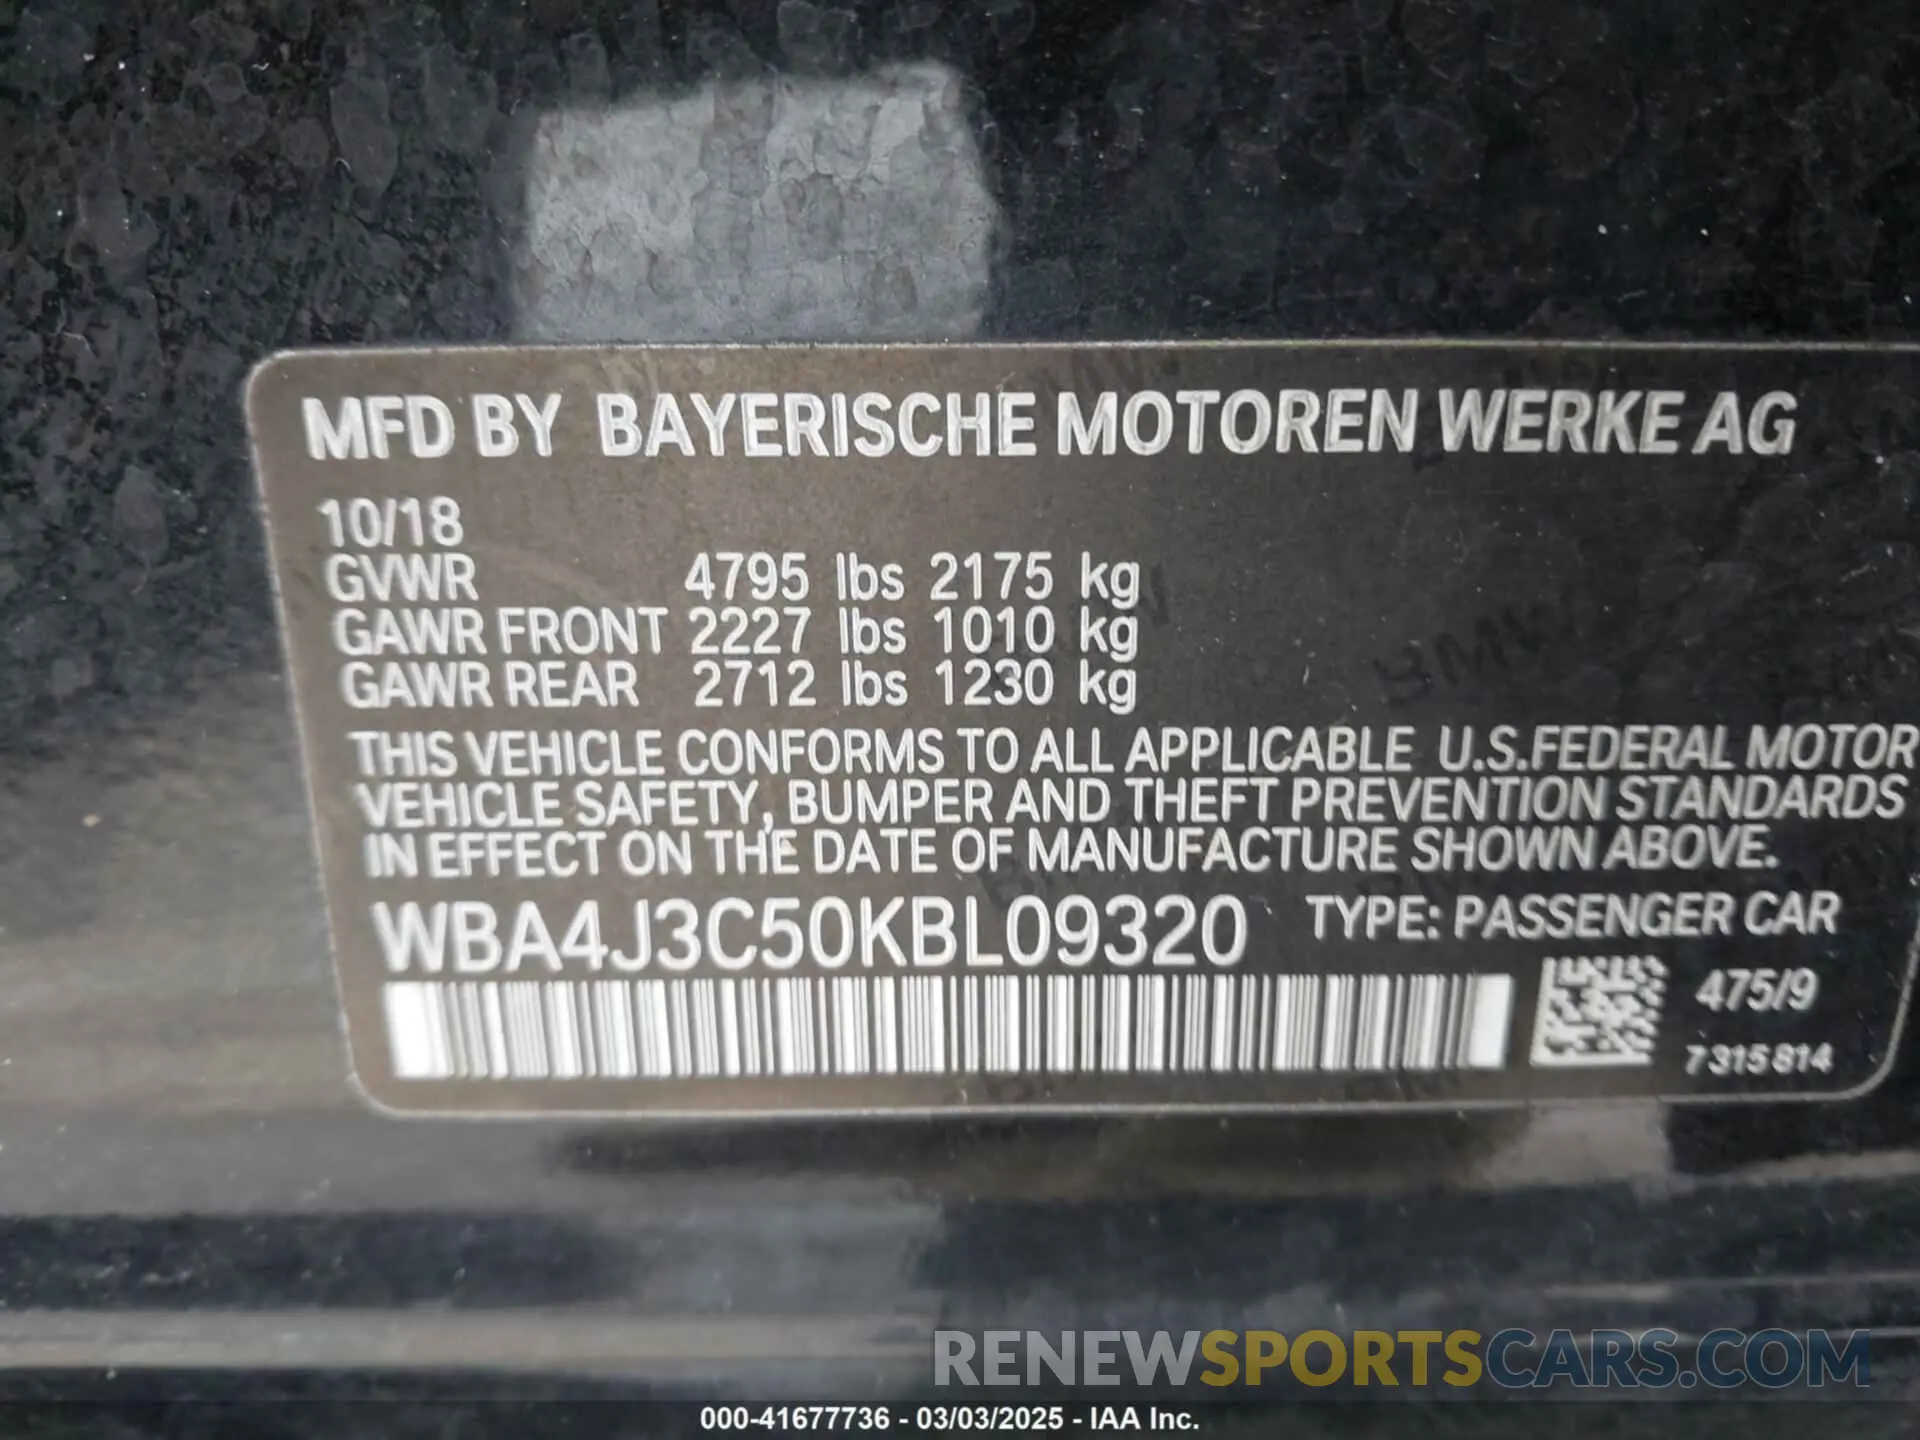 MFD BY BAYERISCHE MOTOREN WERKE AG
10/18
GVWR 4795 lbs 2175 kg
GAWR FRONT 2227 lbs 1010 kg
GAWR REAR 2712 lbs 1230 kg
THIS VEHICLE CONFORMS TO ALL APPLICABLE U.S.FEDERAL MOTOR
VEHICLE SAFETY, BUMPER AND THEFT PREVENTION STANDARDS
IN EFFECT ON THE DATE OF MANUFACTURE SHOWN ABOVE.
WBA4J3C50KBL09320 TYPE: PASSENGER CAR
475/9
7315814
RENEWSPORTSCARS.COM
000-41677736 - 03/03/2025 - IAA Inc.